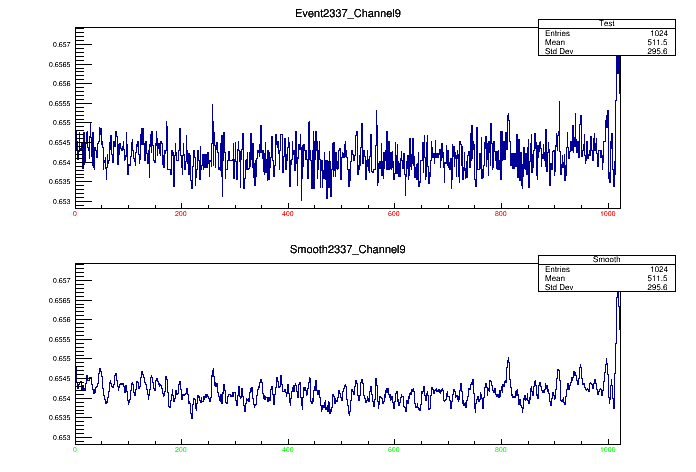 Event2337_Channel9
Test
Entries 1024
Mean 511.5
Std Dev 295.6
0.657
0.6565
0.656
0.6555
0.655
0.6545
0.654
0.6535
0.653
0 200 400 600 800 1000
Smooth2337_Channel9
Smooth
Entries 1024
Mean 511.5
Std Dev 295.6
0.657
0.6565
0.656
0.6555
0.655
0.6545
0.654
0.6535
0.653
0 200 400 600 800 1000